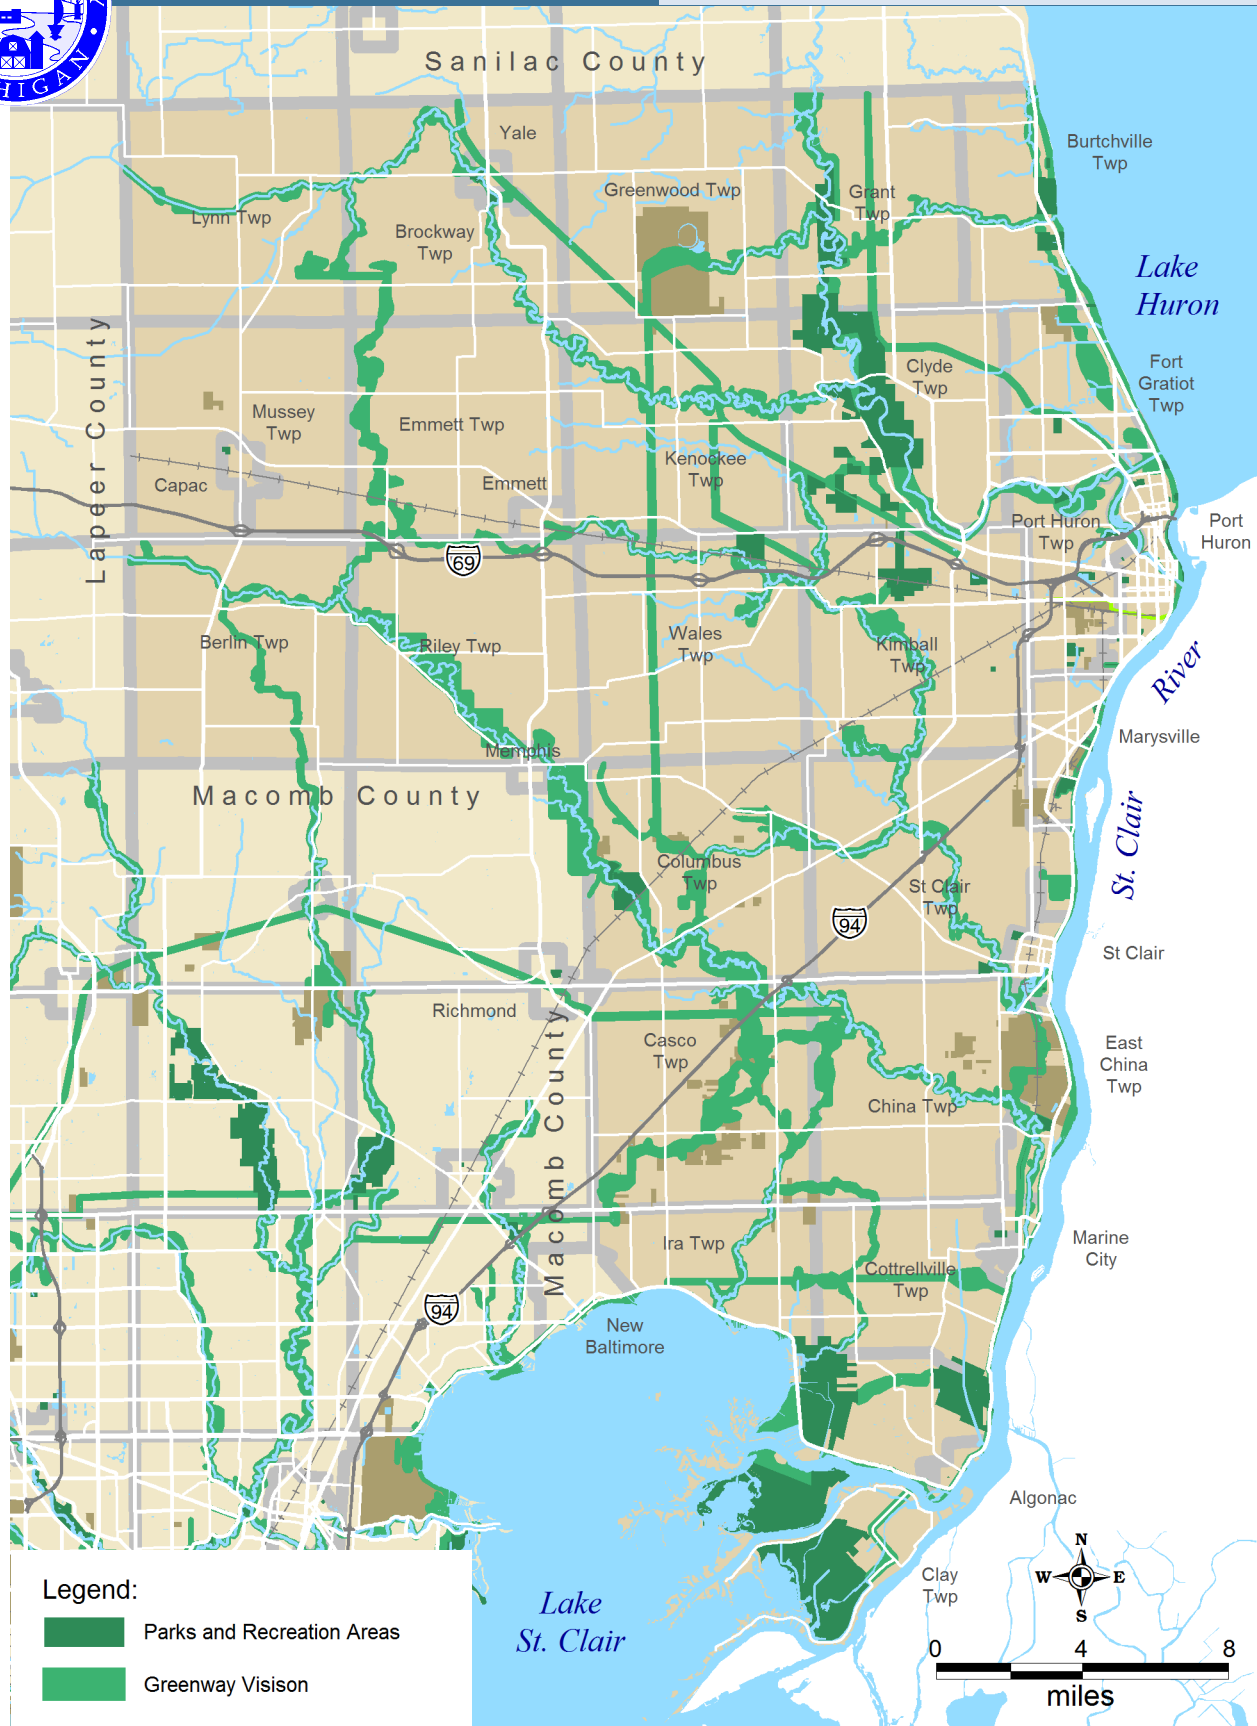 HIGAN
Sanilac County
Yale
Burtchville
Twp
Greenwood Twp
Grant
Twp
Lynn Twp
Brockway
Twp
Lake
Huron
Lapeer County
Clyde
Twp
Fort
Gratiot
Twp
Mussey
Twp
Emmett Twp
Kenockee
Twp
Capac
Emmett
Port Huron
Twp
Port
Huron
69
Berlin Twp
Riley Twp
Wales
Twp
Kimball
Twp
River
Memphis
Marysville
Macomb County
St. Clair
Columbus
Twp
St Clair
Twp
94
St Clair
Richmond
Casco
Twp
East
China
Twp
China Twp
Macomb County
Ira Twp
Marine
City
Cottrellville
Twp
94
New
Baltimore
Algonac
Clay
Twp
N
W E
S
Lake
St. Clair
Legend:
Parks and Recreation Areas
Greenway Visison
0 4 8
miles